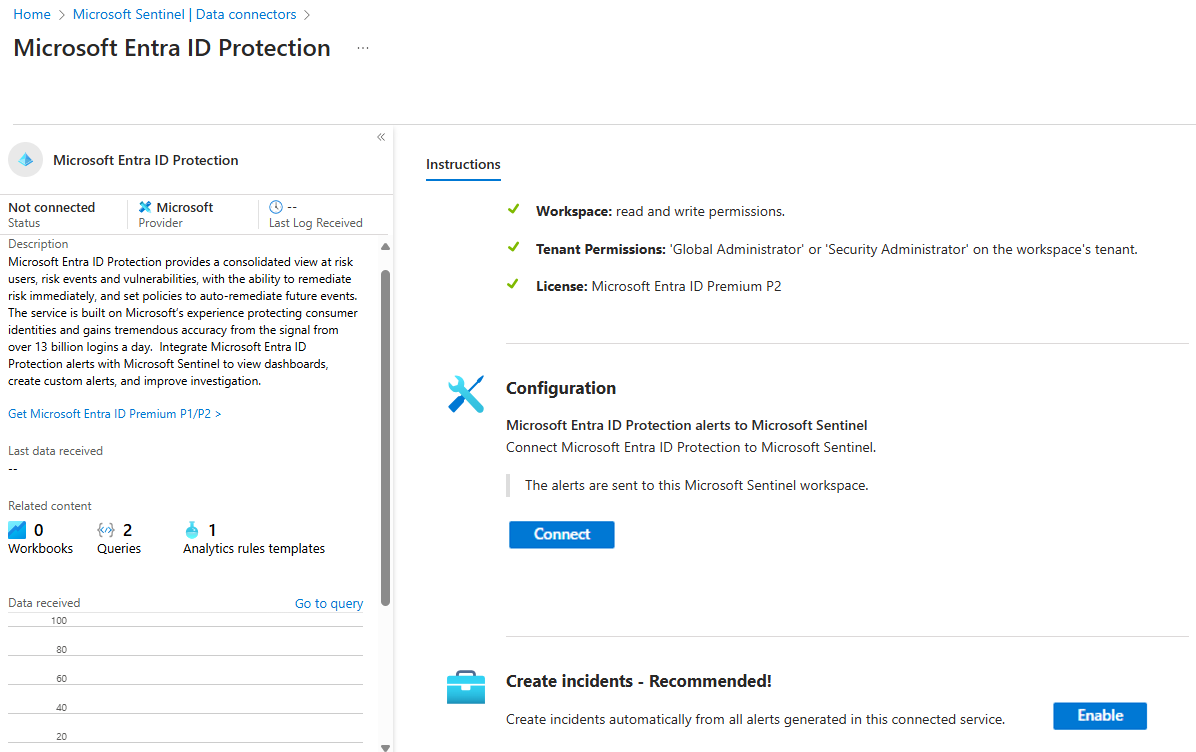 Home > Microsoft Sentinel | Data connectors >
Microsoft Entra ID Protection ...
«
Microsoft Entra ID Protection
Not connected
Status
Microsoft
Provider
--
Last Log Received
Description
Microsoft Entra ID Protection provides a consolidated view at risk
users, risk events and vulnerabilities, with the ability to remediate
risk immediately, and set policies to auto-remediate future events.
The service is built on Microsoft's experience protecting consumer
identities and gains tremendous accuracy from the signal from
over 13 billion logins a day. Integrate Microsoft Entra ID
Protection alerts with Microsoft Sentinel to view dashboards,
create custom alerts, and improve investigation.
Get Microsoft Entra ID Premium P1/P2 >
Last data received
--
Related content
0
Workbooks
2
Queries
1
Analytics rules templates
Data received
Go to query
100
80
60
40
20
Instructions
Workspace: read and write permissions.
Tenant Permissions: 'Global Administrator' or 'Security Administrator' on the workspace's tenant.
License: Microsoft Entra ID Premium P2
Configuration
Microsoft Entra ID Protection alerts to Microsoft Sentinel
Connect Microsoft Entra ID Protection to Microsoft Sentinel.
The alerts are sent to this Microsoft Sentinel workspace.
Connect
Create incidents - Recommended!
Create incidents automatically from all alerts generated in this connected service.
Enable